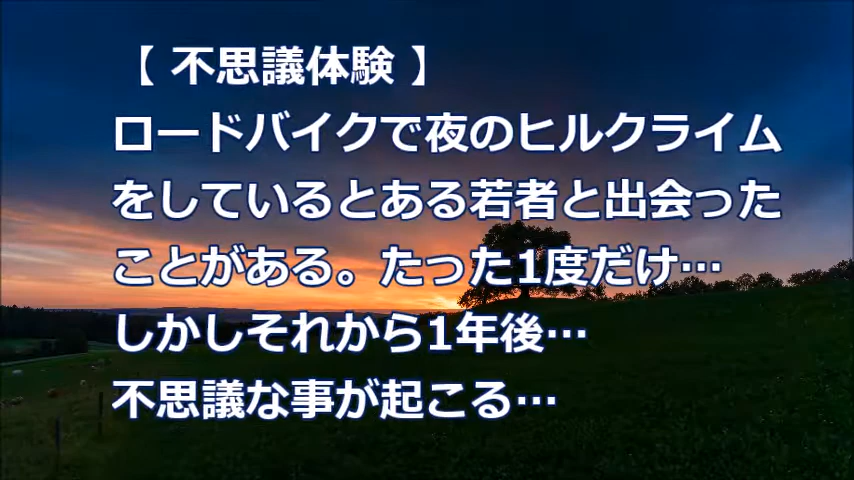 【 不思議体験 】
ロードバイクで夜のヒルクライム
をしているとある若者と出会った
ことがある。たった1度だけ…
しかしそれから1年後…
不思議な事が起こる…